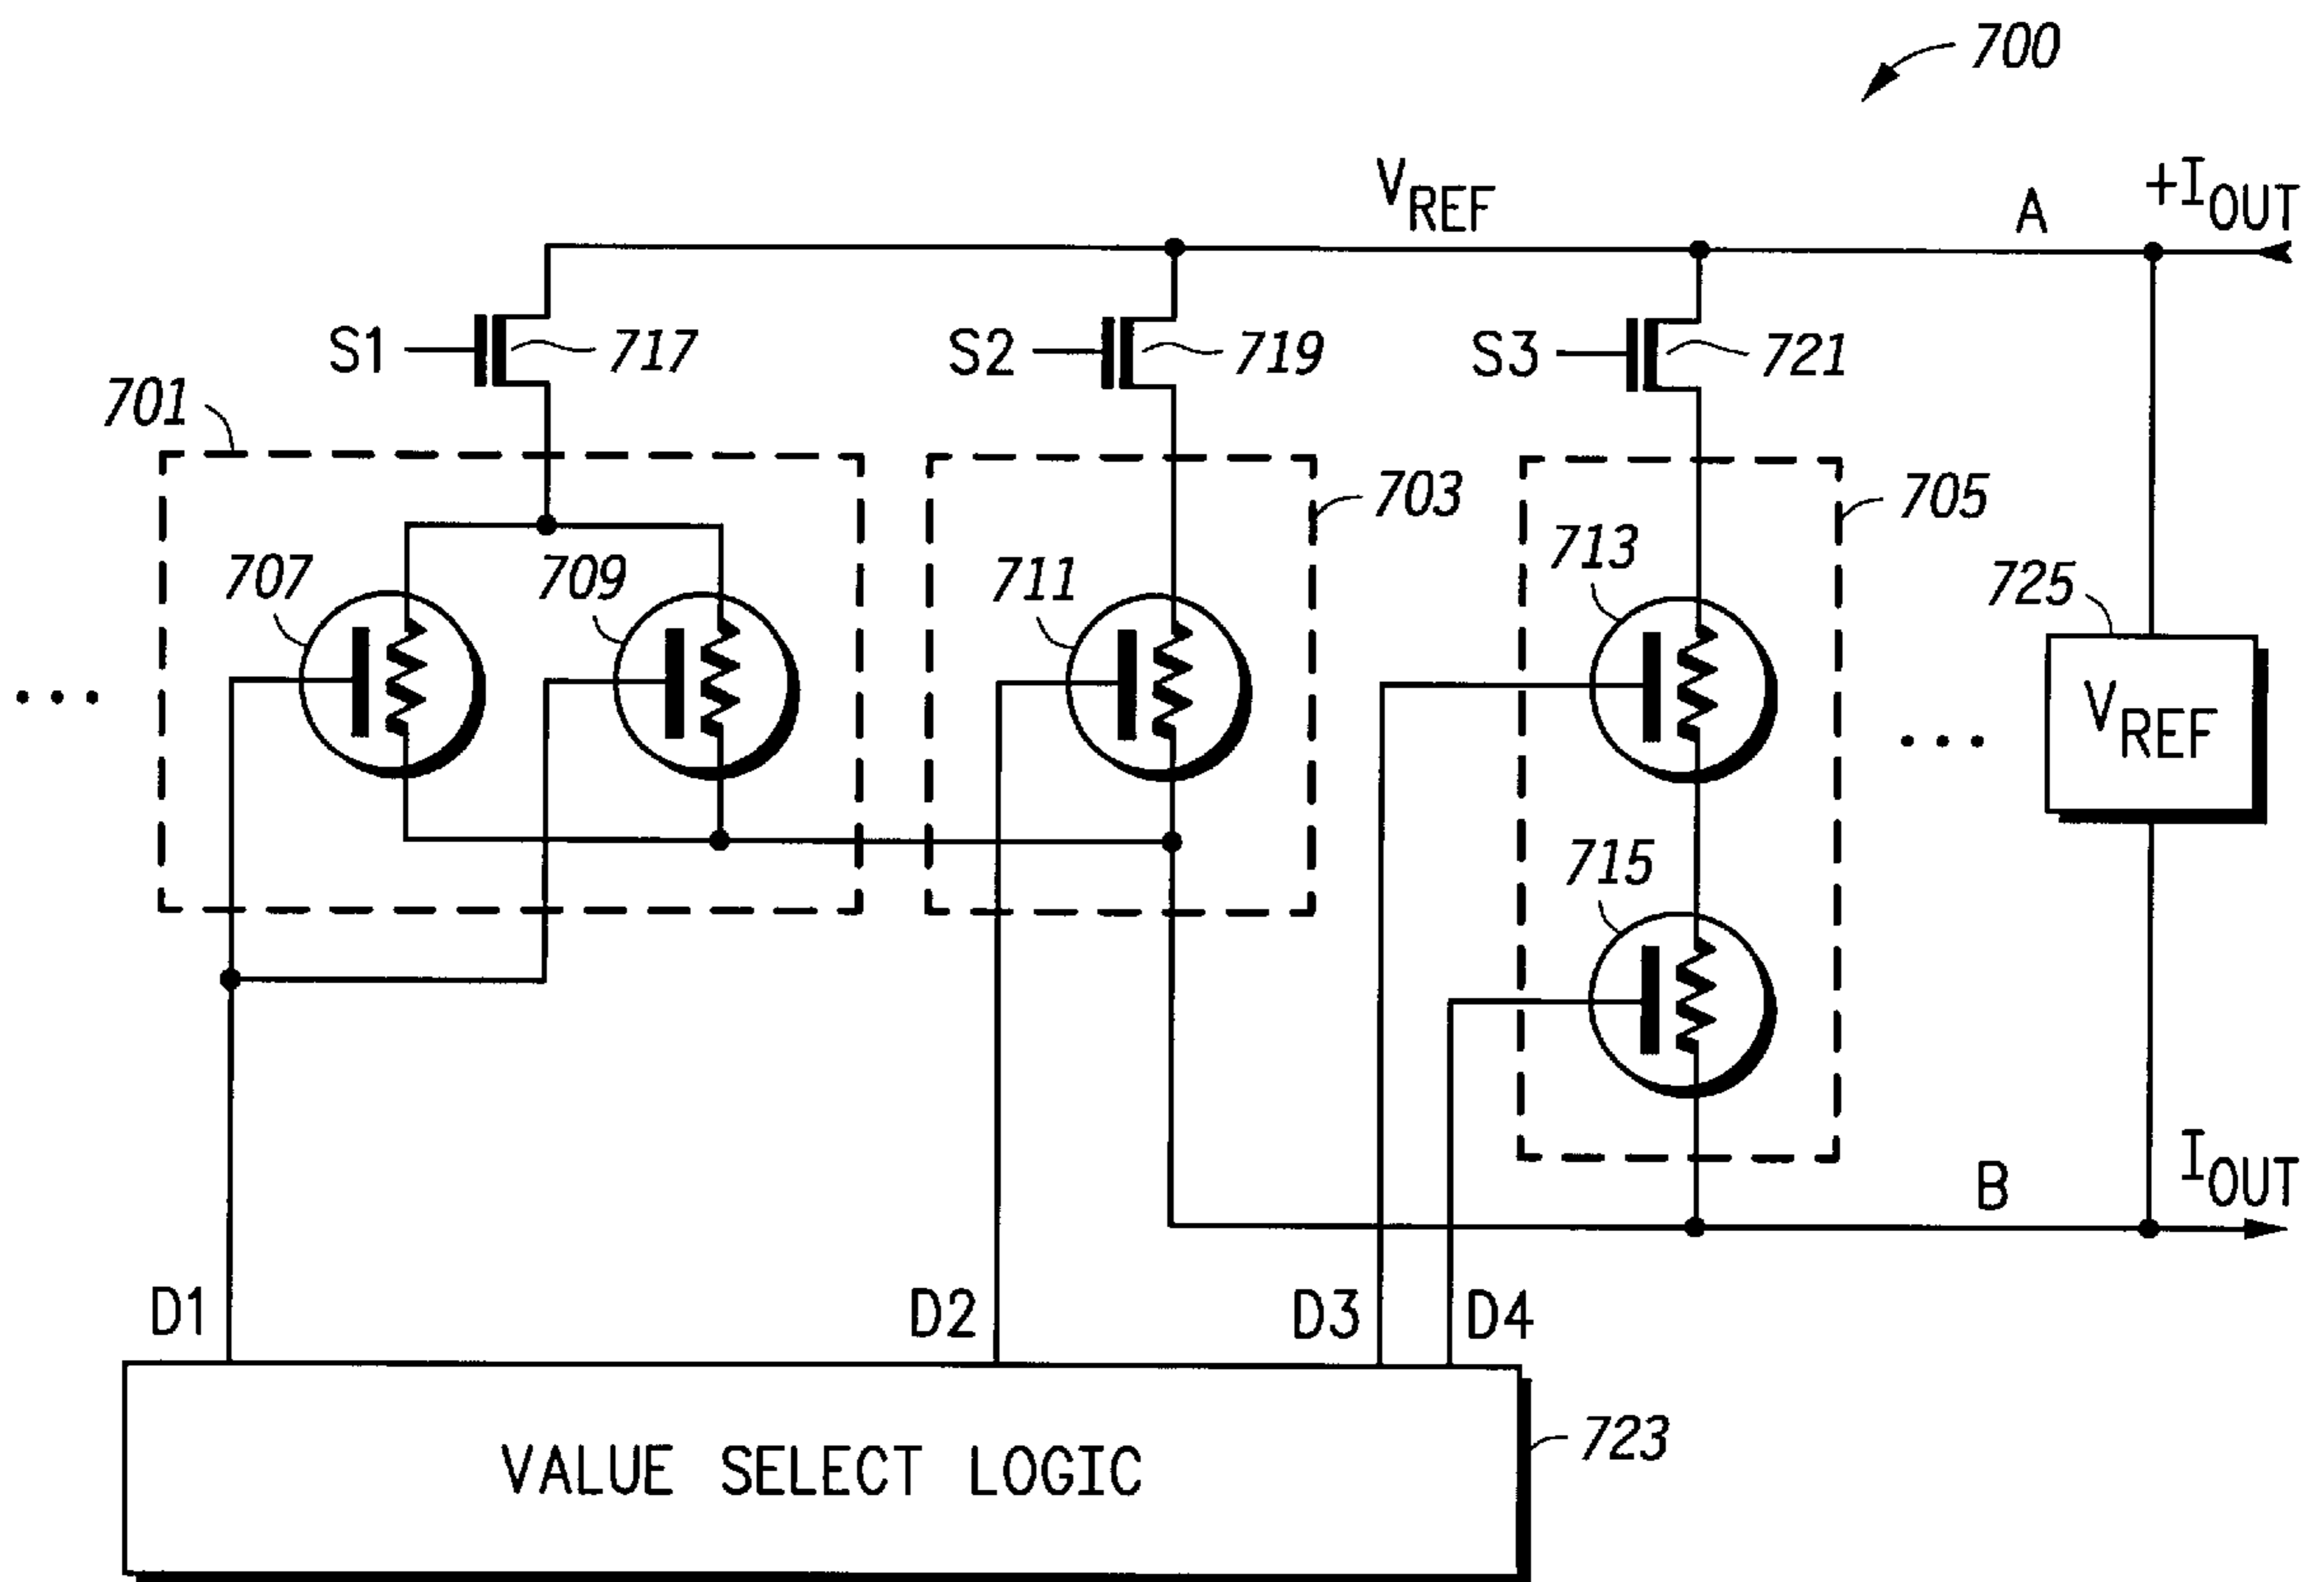 700
VREF
A
+IOUT
S1
717
S2
719
S3
721
701
703
705
707
709
711
713
725
VREF
715
B
IOUT
D1
D2
D3
D4
VALUE SELECT LOGIC
723